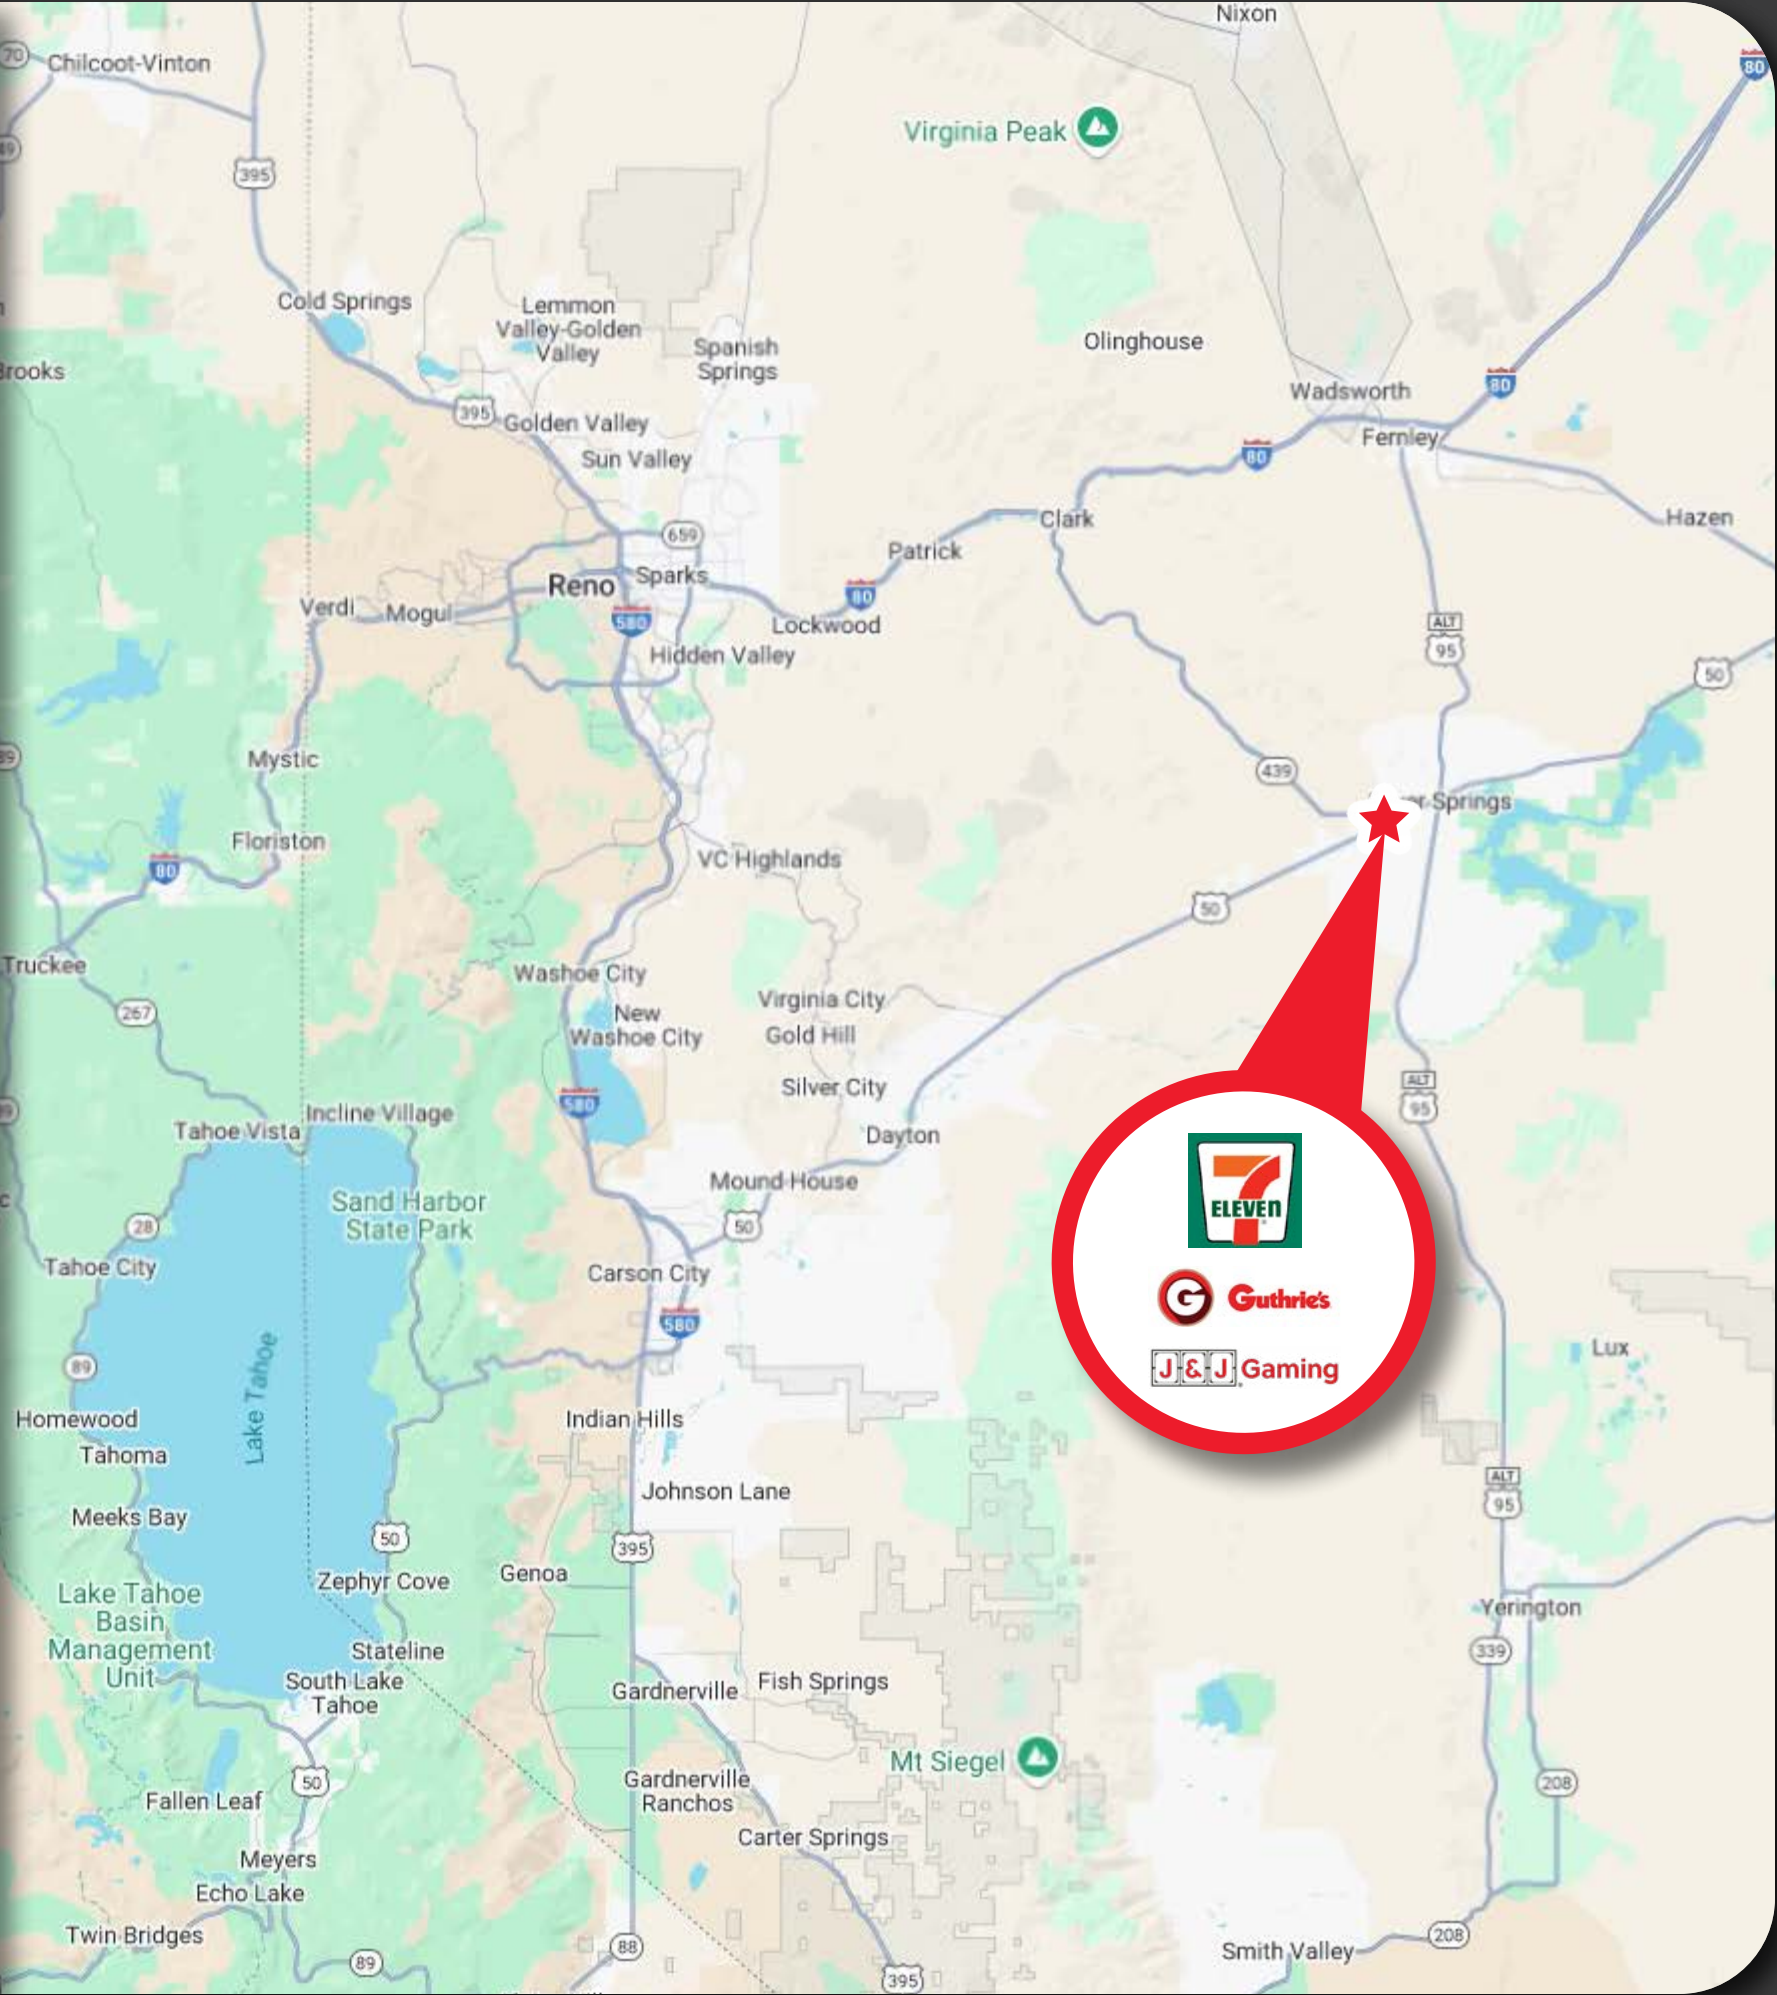 Nixon
80
70
Chilcoot-Vinton
Virginia Peak
395
Cold Springs
Lemmon
Valley-Golden
Valley
Spanish
Springs
Olinghouse
80
Wadsworth
395
Golden Valley
Fernley
Sun Valley
80
Hazen
Clark
659
Patrick
Reno
Sparks
80
Verdi
Mogul
580
Lockwood
ALT
95
Hidden Valley
50
Mystic
439
Springs
Floriston
80
VC Highlands
50
Truckee
Washoe City
267
New
Washoe City
Virginia City
Gold Hill
Silver City
ALT
95
580
Incline Village
Tahoe Vista
Dayton
Mound House
Sand Harbor
State Park
28
50
7
ELEVEN
Tahoe City
Carson City
G Guthrie's
580
J & J Gaming
89
Lake Tahoe
Lux
Homewood
Indian Hills
Tahoma
Johnson Lane
ALT
95
Meeks Bay
50
395
Genoa
Zephyr Cove
Lake Tahoe
Basin
Management
Unit
Yerington
339
Stateline
South Lake
Tahoe
Gardnerville
Fish Springs
Mt Siegel
50
208
Gardnerville
Ranchos
Fallen Leaf
Carter Springs
Meyers
Echo Lake
Twin Bridges
208
88
Smith Valley
89
395